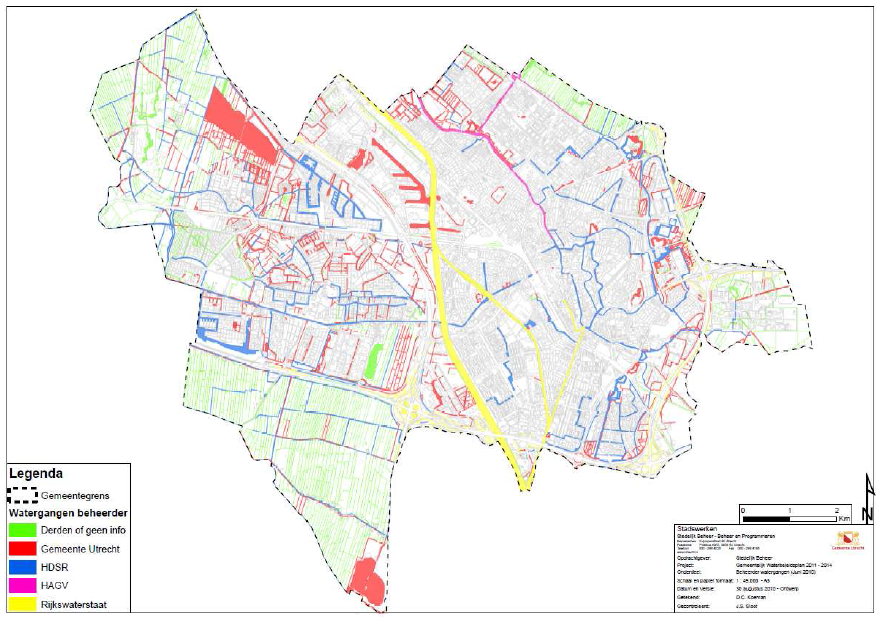 Legenda
Gemeentegrens
Watergangen beheerder
Derden of geen info
Gemeente Utrecht
HDSR
HAGV
Rijkswaterstaat
0 1 2
Km
N
Stadswerken
Stedelijk Beheer - Beheer en Programmeren
Opdrachtgever: Stedelijk Beheer
Project: Gemeentelijk Waterbeleidsplan 2011 - 2014
Onderdeel: Beheerder watergangen (Juni 2010)
Schaal en papier formaat: 1 : 45.000 - A3
Datum en versie: 30 augustus 2010 - Ontwerp
Getekend: D.C. Koeman
Gecontroleerd: J.G. Sloot
Gemeente Utrecht